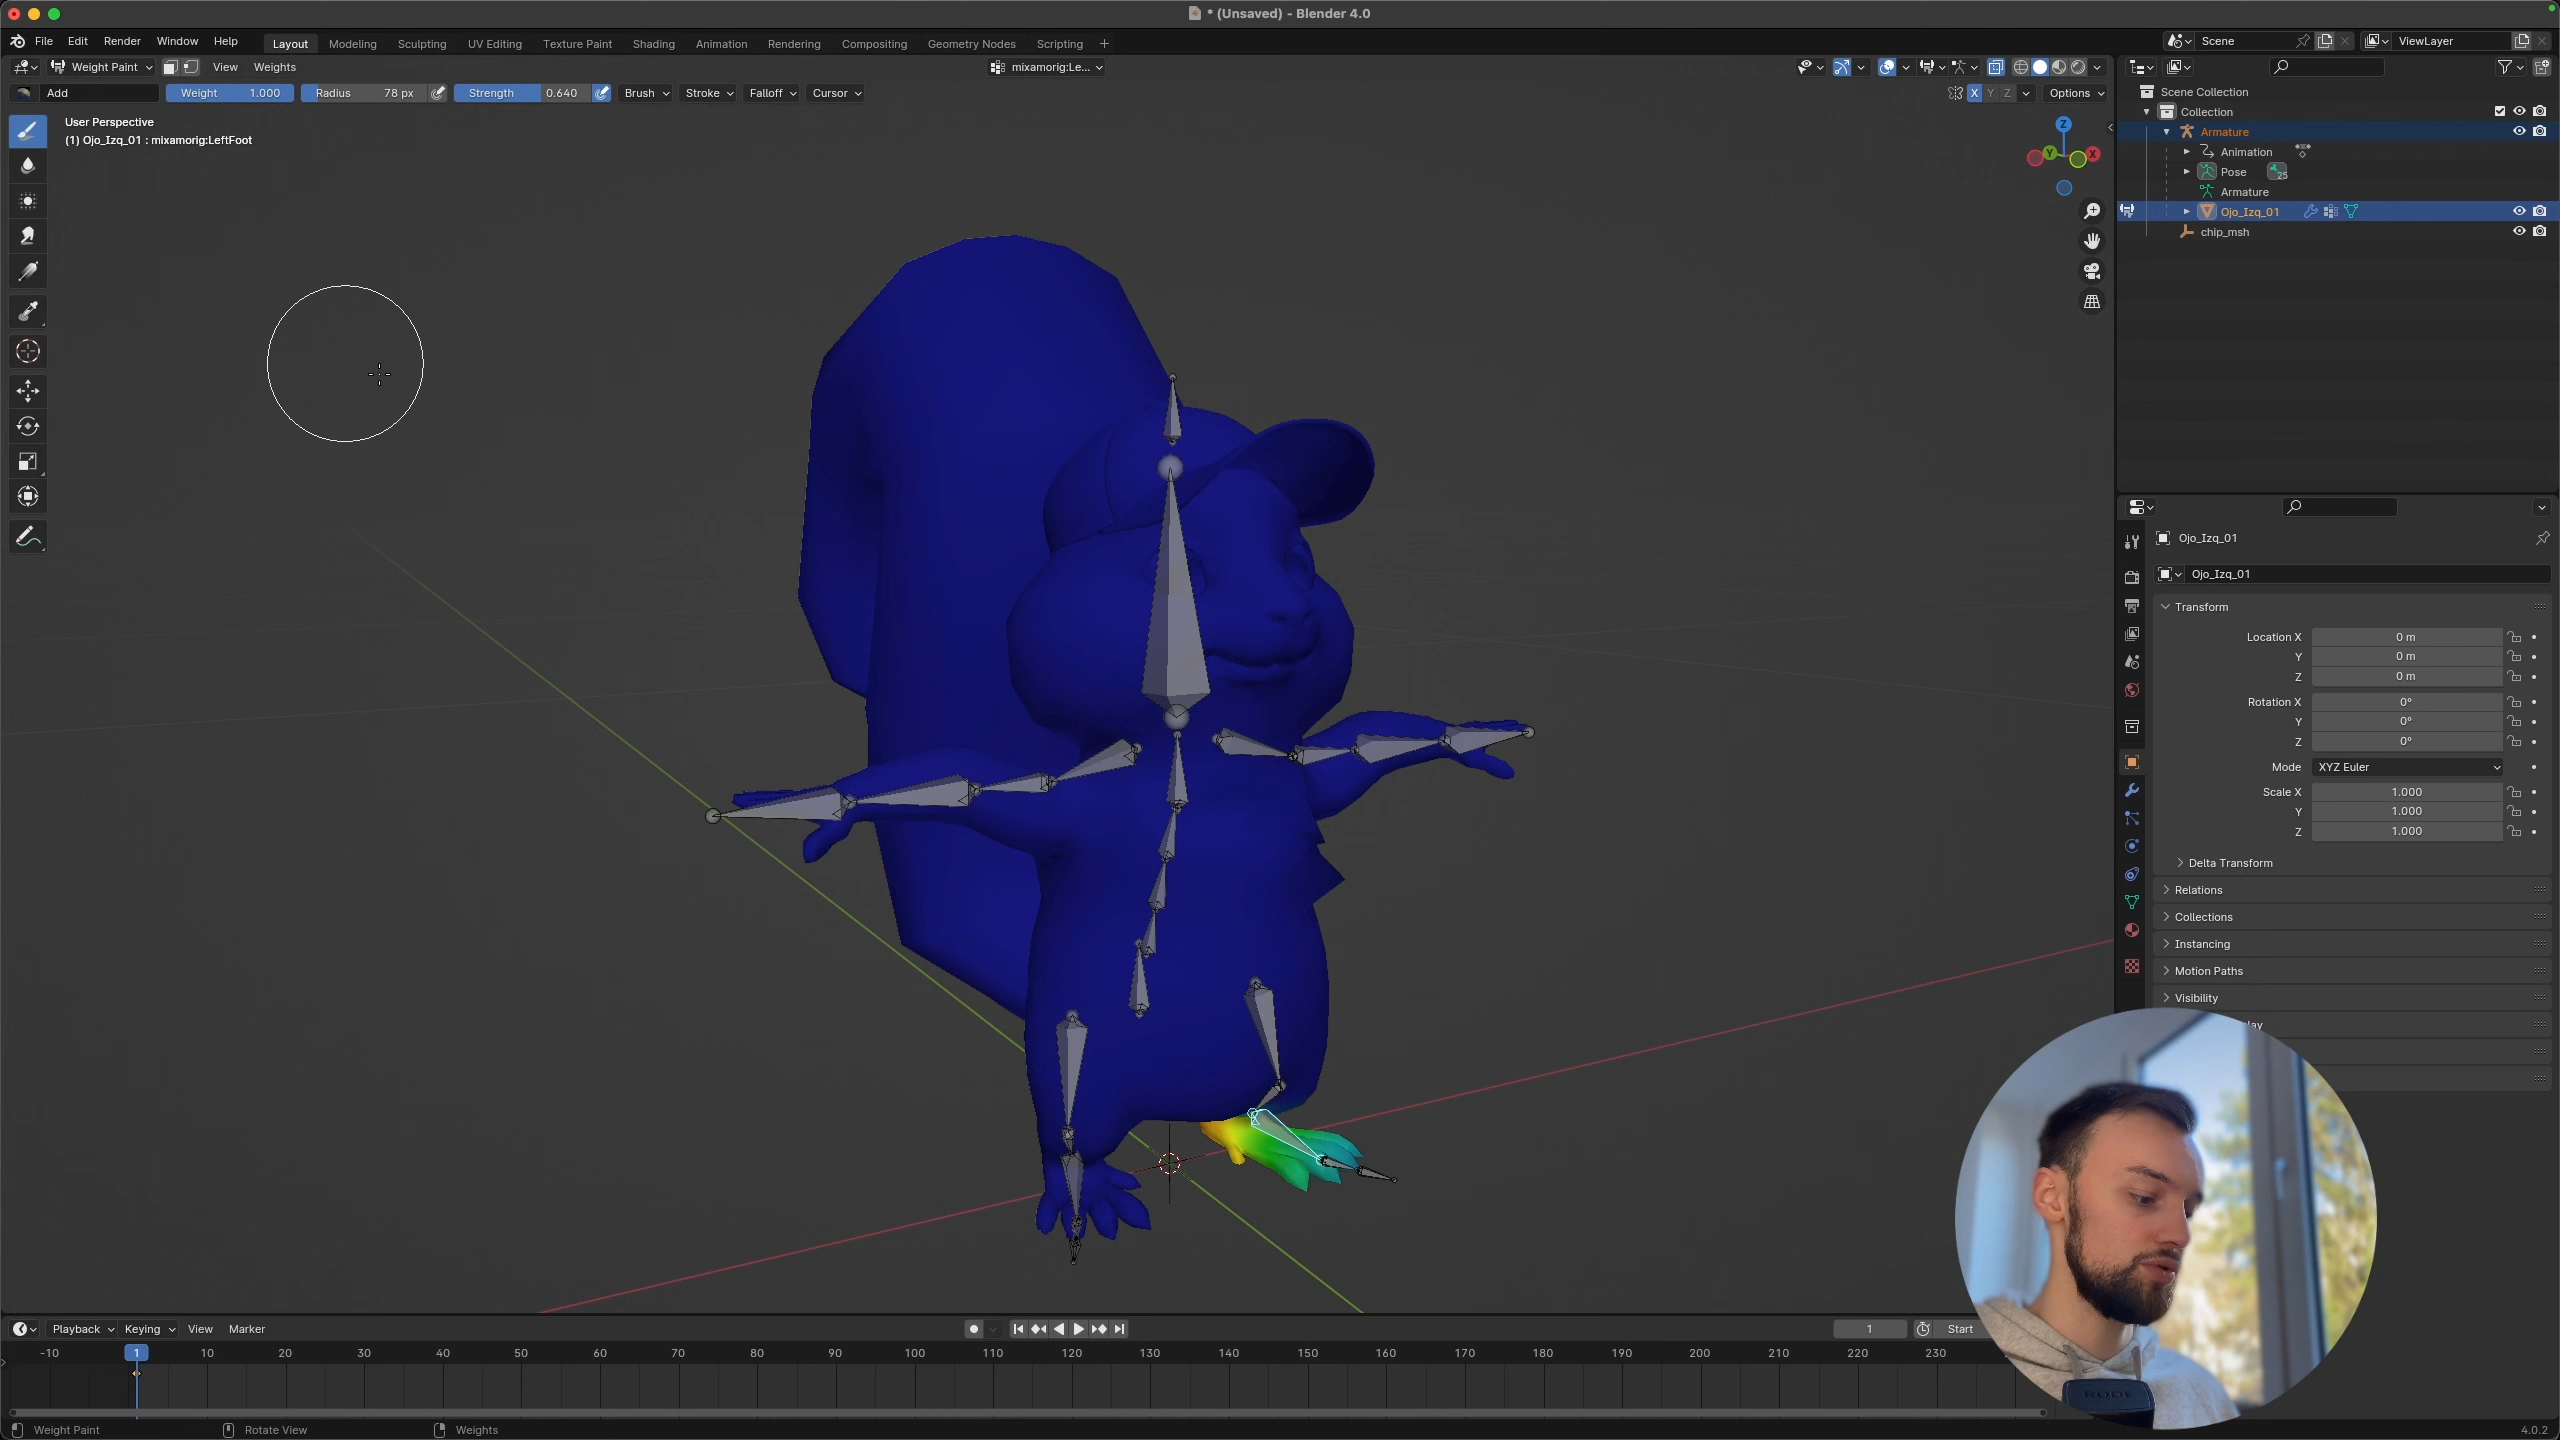 * (Unsaved) - Blender 4.0
File Edit Render Window Help Layout Modeling Sculpting UV Editing Texture Paint Shading Animation Rendering Compositing Geometry Nodes Scripting + Scene ViewLayer
Weight Paint View Weights mixamorig:Le...
Add Weight 1.000 Radius 78 px Strength 0.640 Brush Stroke Falloff Cursor X Y Z Options
User Perspective
(1) Ojo_Izq_01 : mixamorig:LeftFoot
Z
Y X
Scene Collection
Collection
Armature
Animation
Pose 25
Armature
Ojo_Izq_01
chip_msh
Ojo_Izq_01
Ojo_Izq_01
Transform
Location X 0 m
Y 0 m
Z 0 m
Rotation X 0°
Y 0°
Z 0°
Mode XYZ Euler
Scale X 1.000
Y 1.000
Z 1.000
Delta Transform
Relations
Collections
Instancing
Motion Paths
Visibility
lay
RODE
Playback Keying View Marker 1 Start
-10 1 10 20 30 40 50 60 70 80 90 100 110 120 130 140 150 160 170 180 190 200 210 220 230
Weight Paint Rotate View Weights 4.0.2